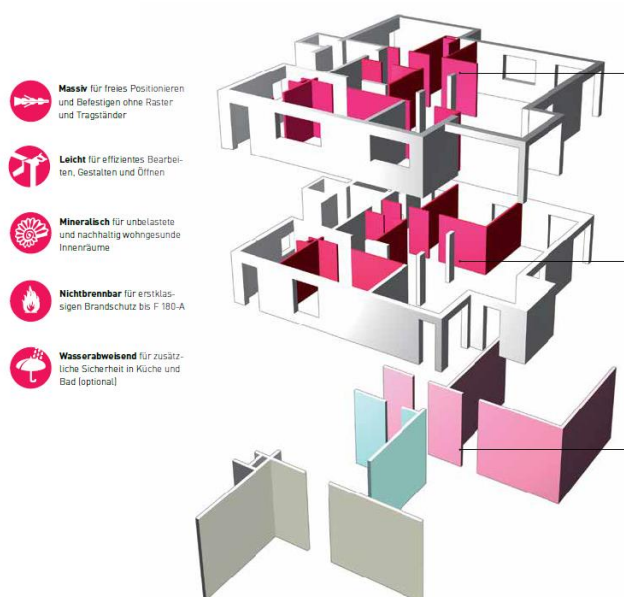 Massiv für freies Positionieren
und Befestigen ohne Raster
und Tragständer
Leicht für effizientes Bearbei-
ten, Gestalten und Öffnen
Mineralisch für unbelastete
und nachhaltig wohngesunde
Innenräume
Nichtbrennbar für erstklas-
sigen Brandschutz bis F 180-A
Wasserabweisend für zusätz-
liche Sicherheit in Küche und
Bad (optional)